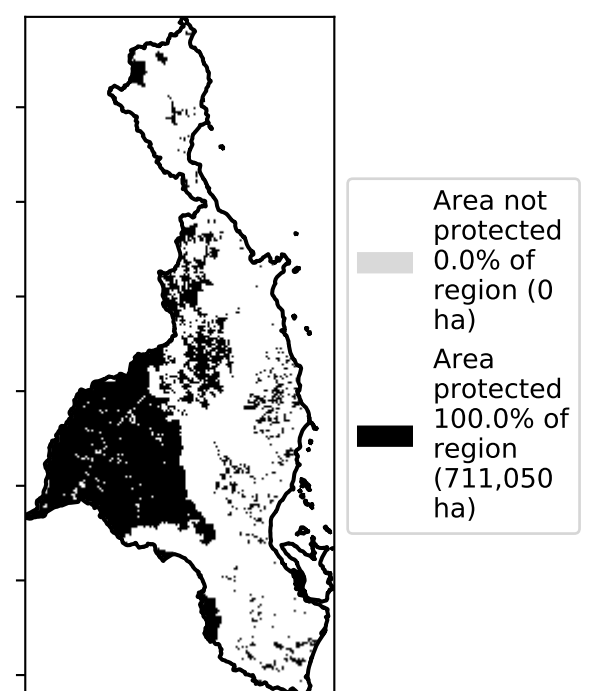 Area not
protected
0.0% of
region (0
ha)
Area
protected
100.0% of
region
(711,050
ha)